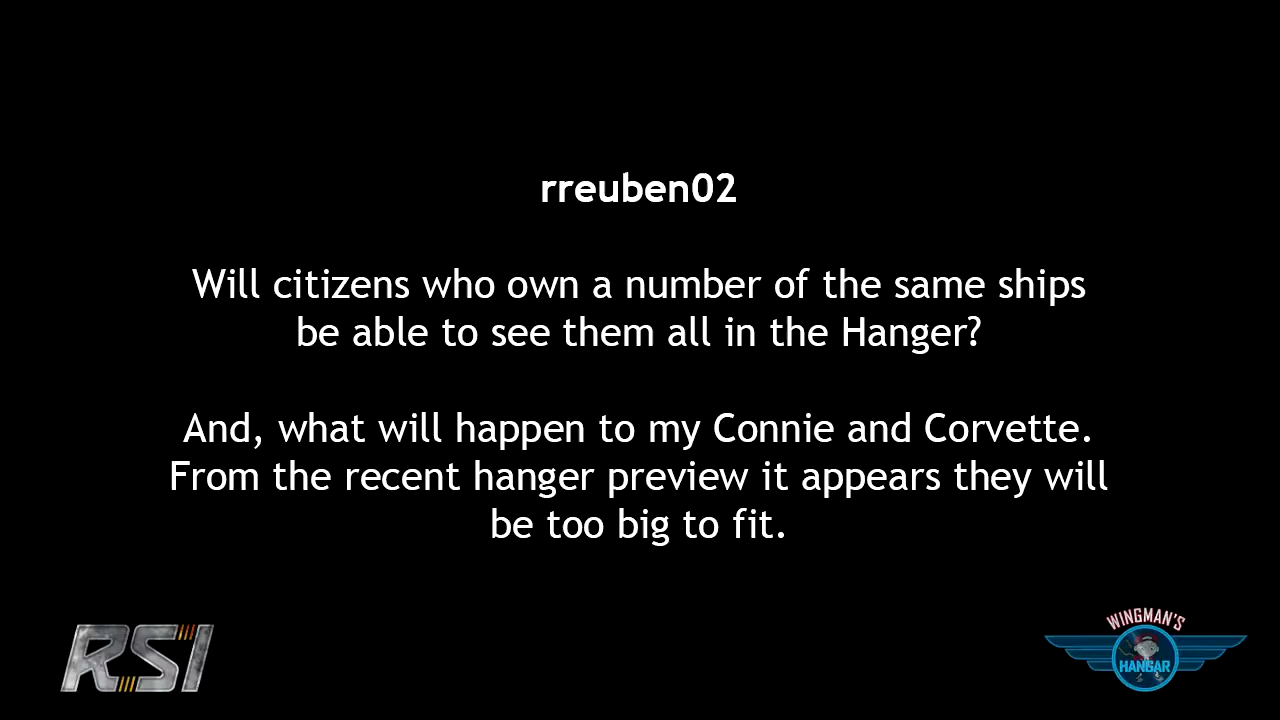 rreuben02
Will citizens who own a number of the same ships
be able to see them all in the Hanger?
And, what will happen to my Connie and Corvette.
From the recent hanger preview it appears they will
be too big to fit.
RSI
WINGMAN'S
HANGAR